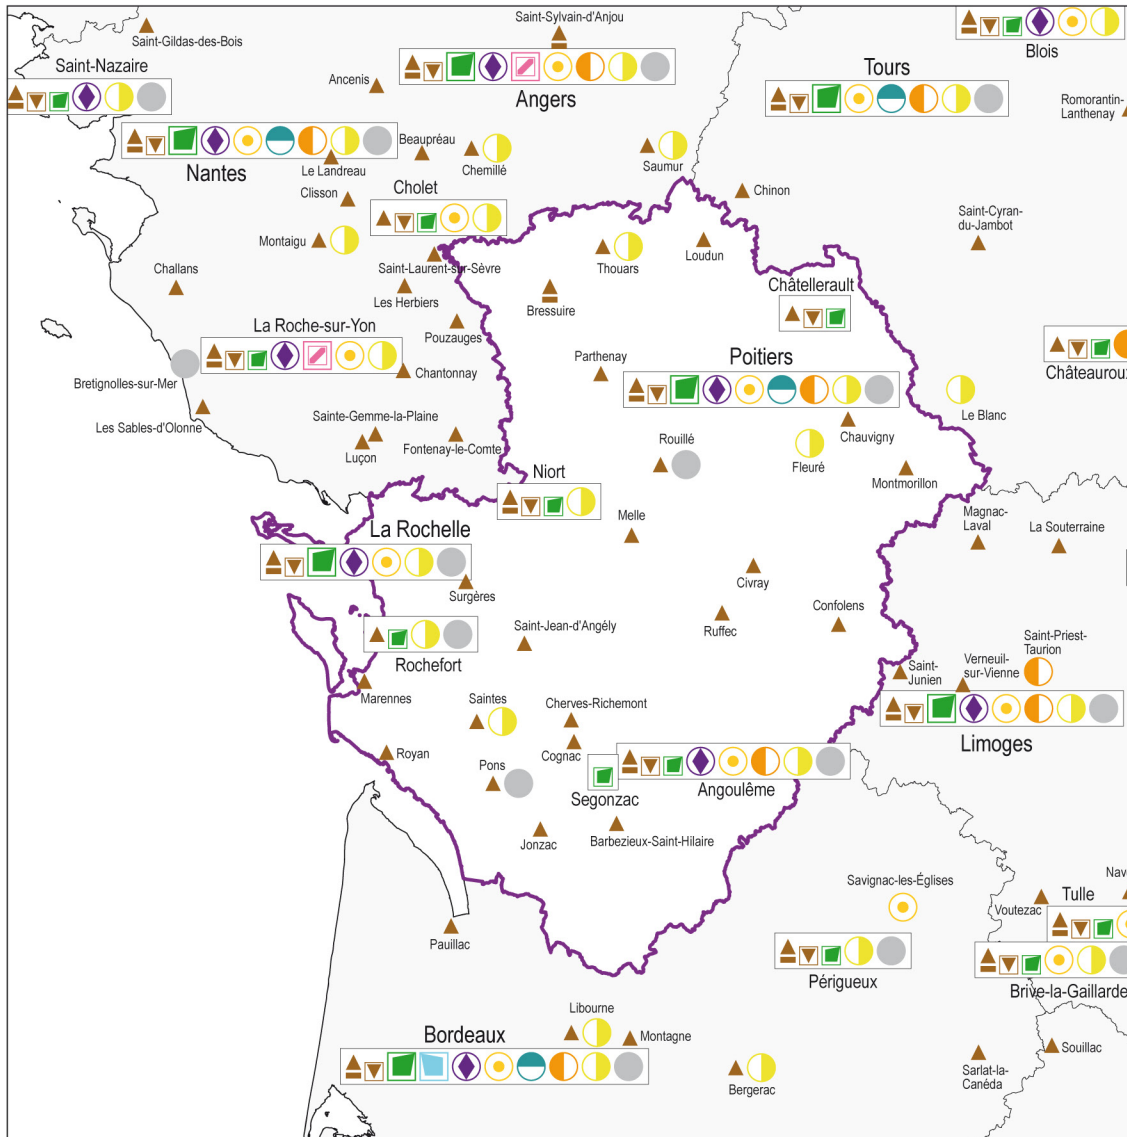 Saint-Sylvain-d'Anjou
Saint-Gildas-des-Bois
Blois
Saint-Nazaire
Ancenis
Tours
Angers
Romorantin-
Lanthenay
Beaupréau
Nantes
Le Landreau
Chemillé
Saumur
Clisson
Cholet
Chinon
Saint-Cyran-
du-Jambot
Montaigu
Challans
Saint-Laurent-sur-Sèvre
Thouars
Loudun
Les Herbiers
Bressuire
Châtellerault
La Roche-sur-Yon
Pouzauges
Parthenay
Poitiers
Châteauroux
Bretignolles-sur-Mer
Chantonnay
Les Sables-d'Olonne
Sainte-Gemme-la-Plaine
Le Blanc
Chauvigny
Luçon
Fontenay-le-Comte
Rouillé
Fleuré
Niort
Montmorillon
Melle
Magnac-
Laval
La Souterraine
La Rochelle
Surgères
Civray
Confolens
Ruffec
Saint-Jean-d'Angély
Rochefort
Saint-Priest-
Taurion
Saint-
Junien
Verneuil-
sur-Vienne
Marennes
Saintes
Cherves-Richemont
Limoges
Royan
Cognac
Pons
Segonzac
Angoulême
Jonzac
Barbezieux-Saint-Hilaire
Savignac-les-Églises
Nav
Voutezac
Tulle
Pauillac
Périgueux
Brive-la-Gaillarde
Libourne
Bordeaux
Montagne
Souillac
Bergerac
Sarlat-la-
Canéda